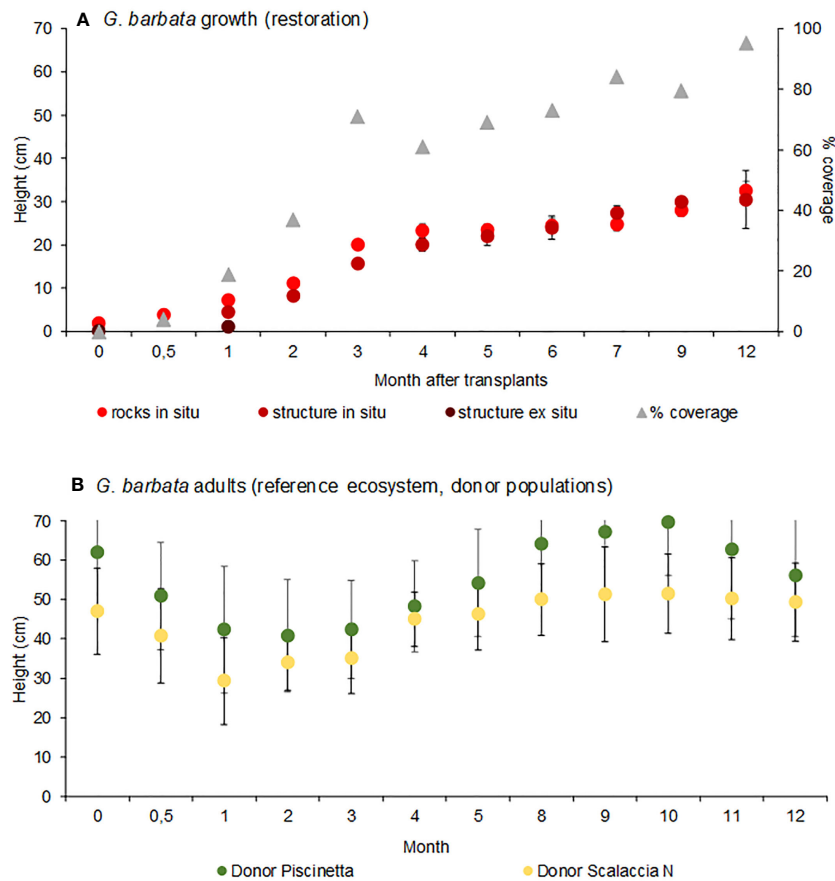 A G. barbata growth (restoration)
70 100
60
80
50
60
40
30
40
20
20
10
0 0
Height (cm)
% coverage
0 0,5 1 2 3 4 5 6 7 9 12
Month after transplants
rocks in situ structure in situ structure ex situ % coverage
B G. barbata adults (reference ecosystem, donor populations)
70
60
50
40
30
20
10
0
Height (cm)
0 0,5 1 2 3 4 5 8 9 10 11 12
Month
Donor Piscinetta Donor Scalaccia N